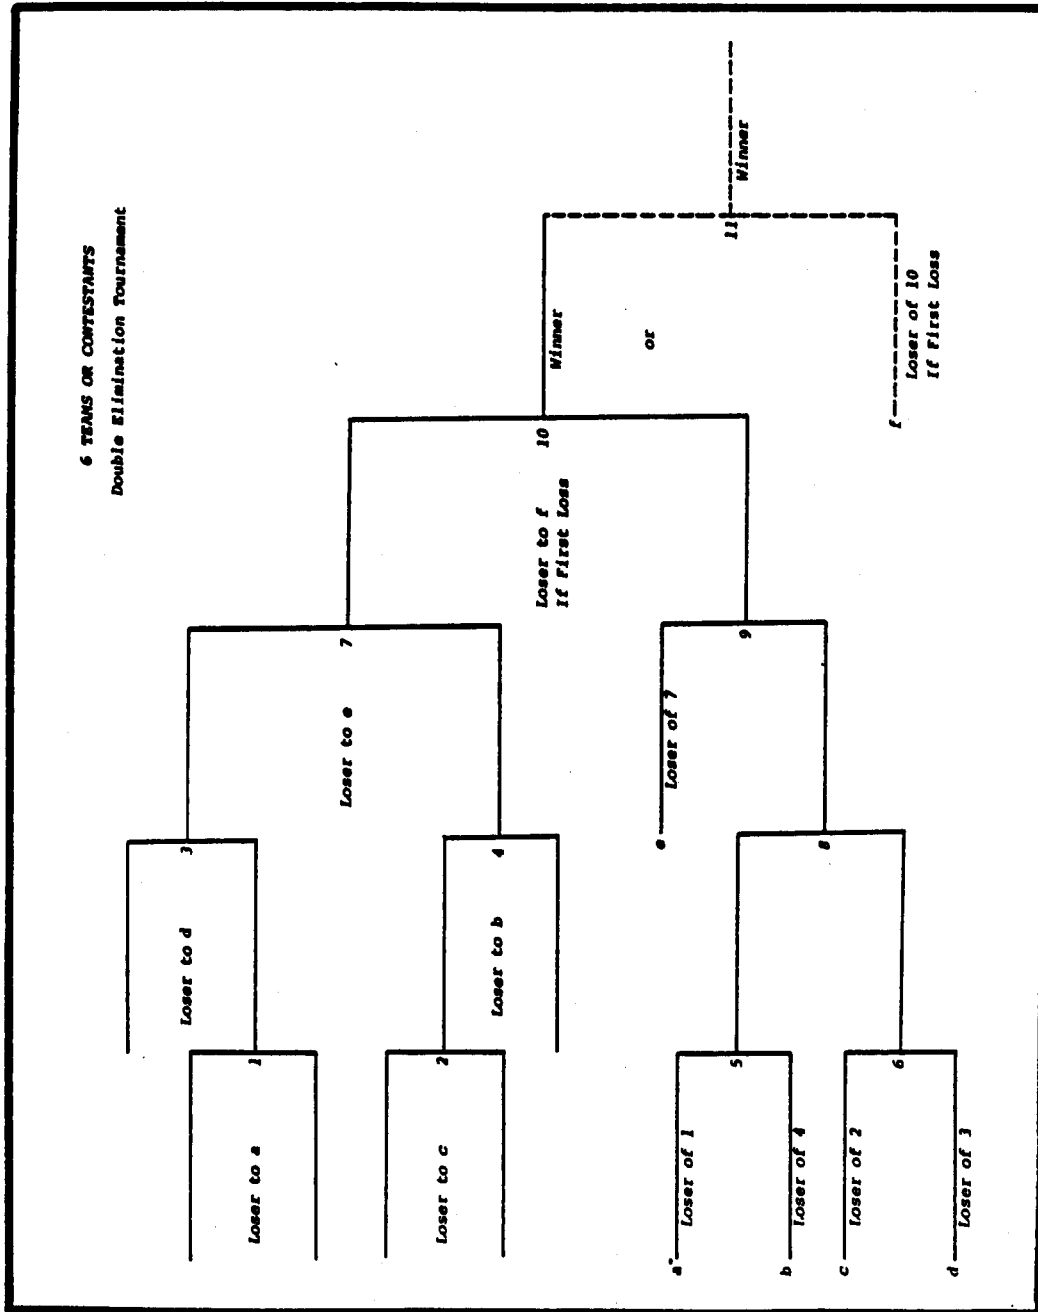 6 TEAMS OR CONTESTANTS
Double Elimination Tournament
Loser to a
1
Loser to d
3
Loser to c
2
Loser to b
4
Loser to e
7
Loser to f
If First Loss
10
Winner
or
11
Winner
a
Loser of 1
b
Loser of 4
5
c
Loser of 2
d
Loser of 3
6
8
e
Loser of 7
9
f
Loser of 10
If First Loss